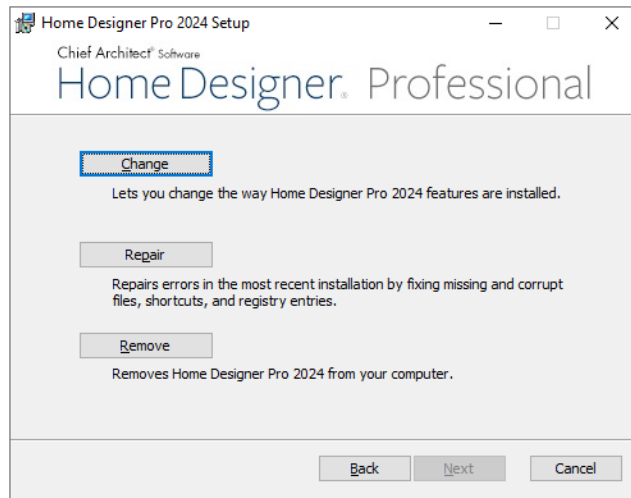 Home Designer Pro 2024 Setup
Chief Architect® Software
Home Designer® Professional
Change
Lets you change the way Home Designer Pro 2024 features are installed.
Repair
Repairs errors in the most recent installation by fixing missing and corrupt
files, shortcuts, and registry entries.
Remove
Removes Home Designer Pro 2024 from your computer.
Back Next Cancel